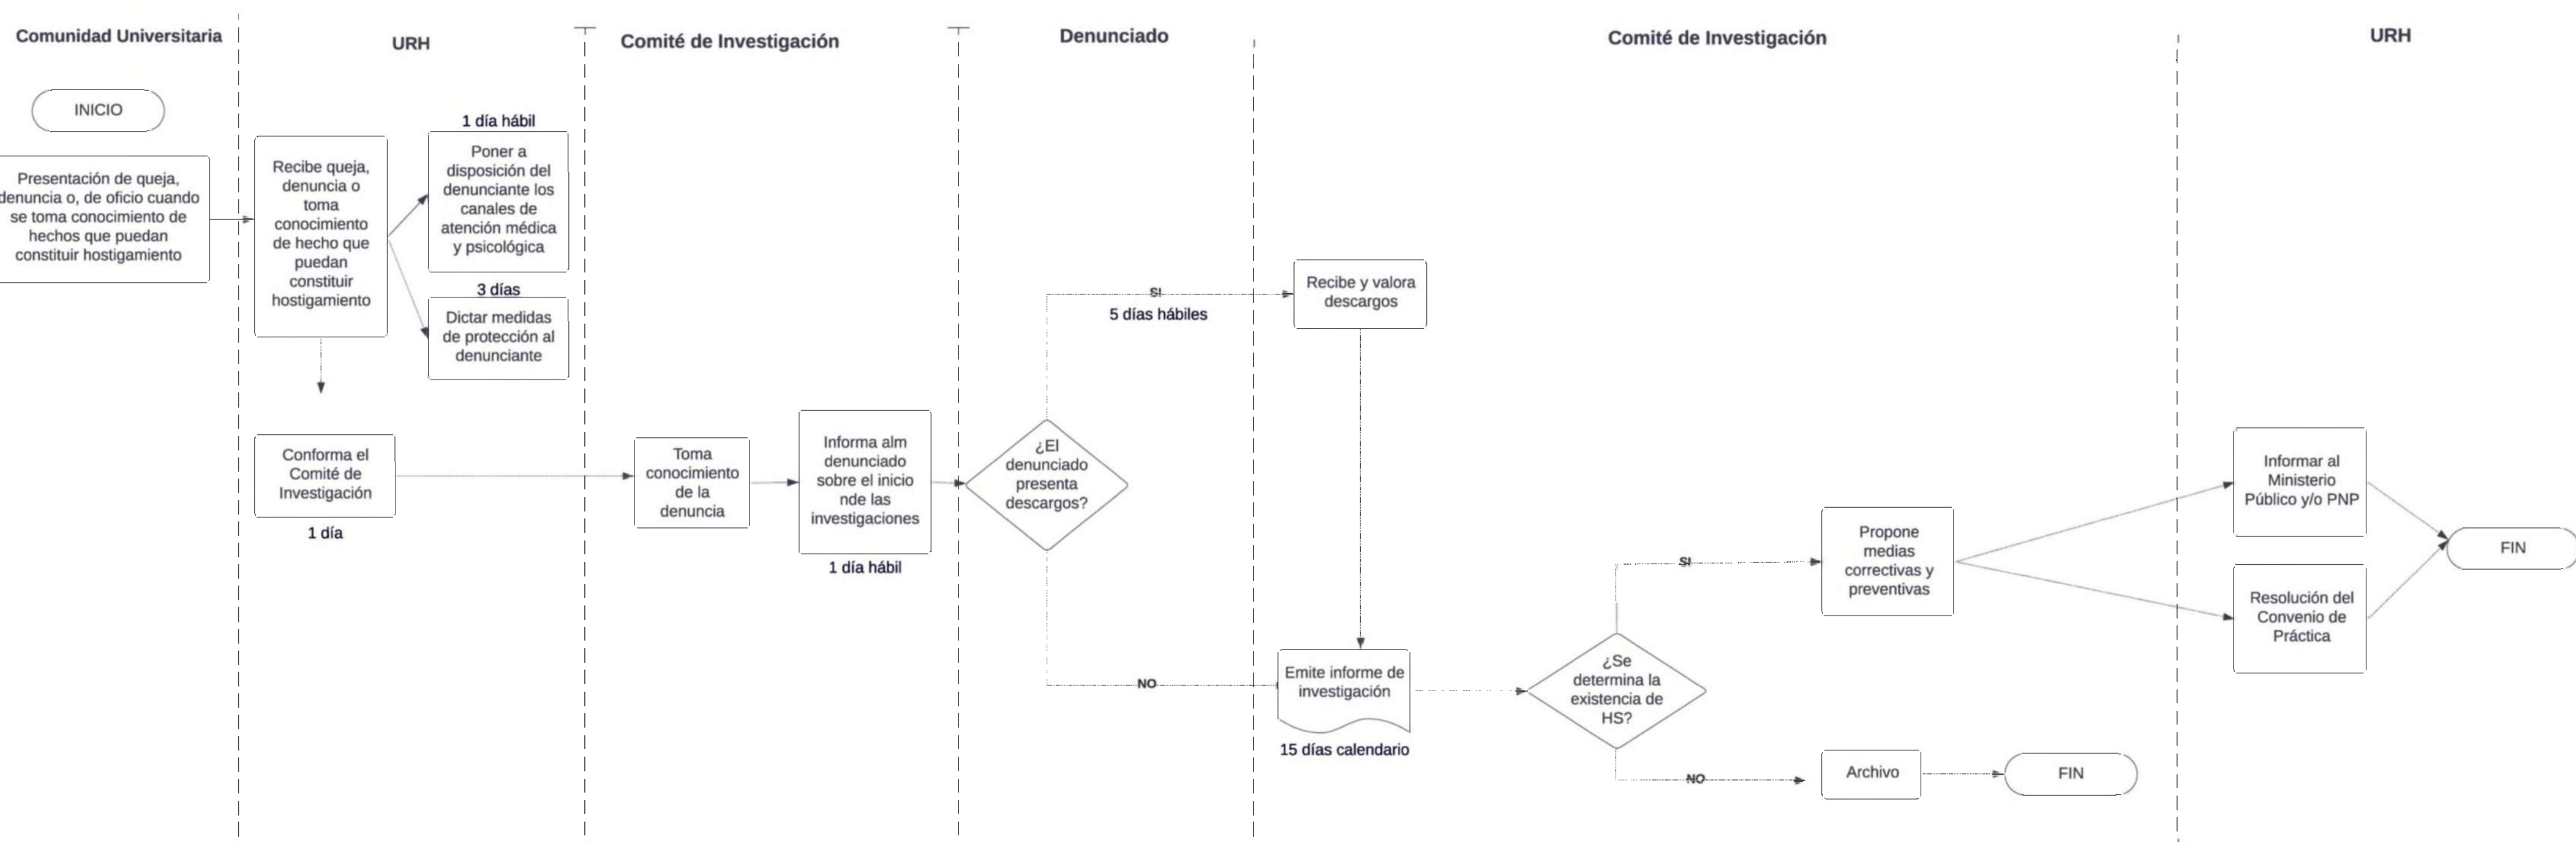 Comunidad Universitaria
URH
Comité de Investigación
Denunciado
Comité de Investigación
URH
INICIO
Presentación de queja,
denuncia o, de oficio cuando
se toma conocimiento de
hechos que puedan
constituir hostigamiento
Recibe queja,
denuncia o
toma
conocimiento
de hecho que
puedan
constituir
hostigamiento
1 día hábil
Poner a
disposición del
denunciante los
canales de
atención médica
y psicológica
3 días
Dictar medidas
de protección al
denunciante
Conforma el
Comité de
Investigación
1 día
Toma
conocimiento
de la
denuncia
Informa alm
denunciado
sobre el inicio
nde las
investigaciones
1 día hábil
¿El
denunciado
presenta
descargos?
SI
5 días hábiles
NO
Recibe y valora
descargos
Emite informe de
investigación
15 días calendario
¿Se
determina la
existencia de
HS?
SI
NO
Propone
medias
correctivas y
preventivas
Archivo
FIN
Informar al
Ministerio
Público y/o PNP
Resolución del
Convenio de
Práctica
FIN